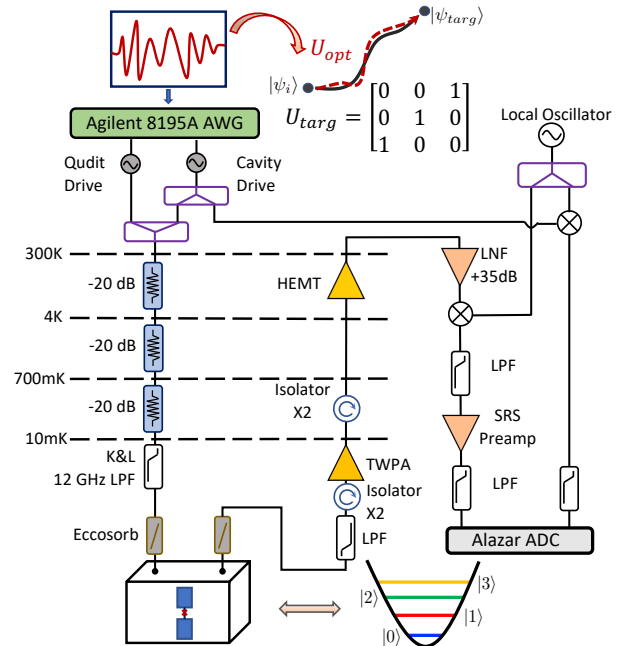 U_opt
|ψ_targ⟩
|ψ_i⟩
U_targ = [0 0 1
0 1 0
1 0 0]
Agilent 8195A AWG
Local Oscillator
Qudit
Drive
Cavity
Drive
300K
-20 dB
HEMT
LNF
+35dB
4K
-20 dB
LPF
700mK
-20 dB
Isolator
X2
SRS
Preamp
10mK
K&L
12 GHz LPF
TWPA
Isolator
X2
LPF
LPF
Eccosorb
Alazar ADC
|3⟩
|2⟩
|1⟩
|0⟩